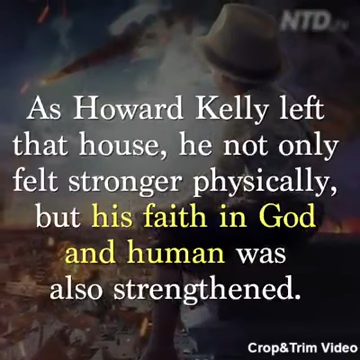 NTD.tv
As Howard Kelly left
that house, he not only
felt stronger physically,
but his faith in God
and human was
also strengthened.
Crop&Trim Video